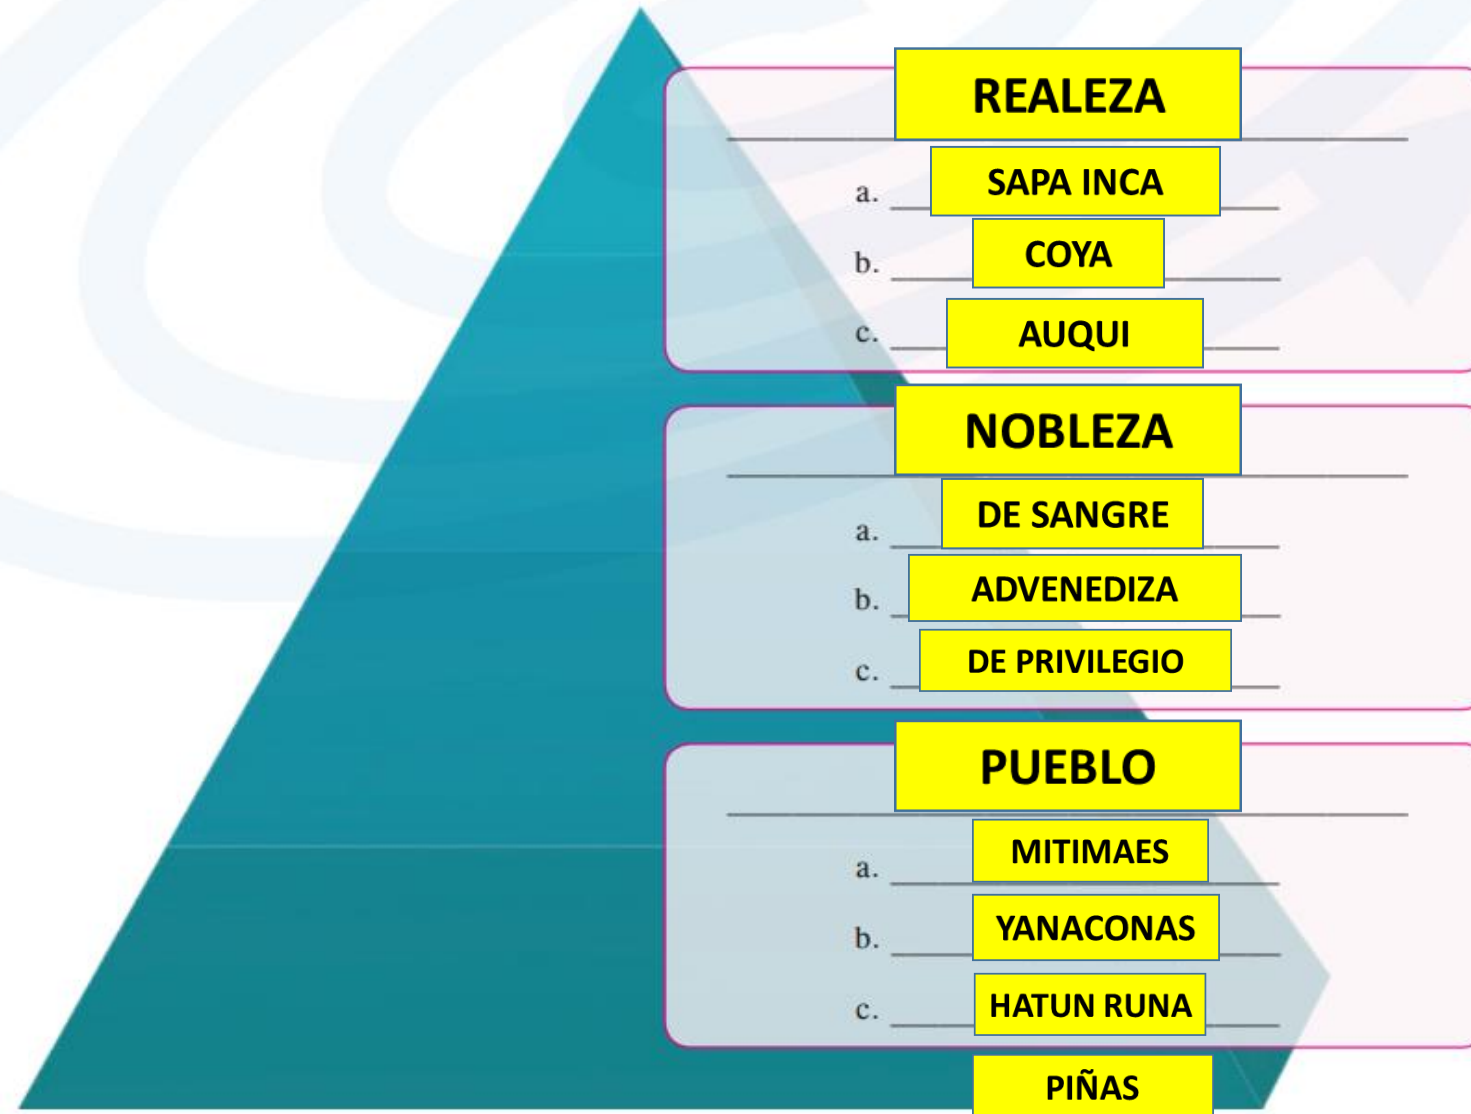 REALEZA
a. SAPA INCA
b. COYA
c. AUQUI
NOBLEZA
a. DE SANGRE
b. ADVENEDIZA
c. DE PRIVILEGIO
PUEBLO
a. MITIMAES
b. YANACONAS
c. HATUN RUNA
PIÑAS